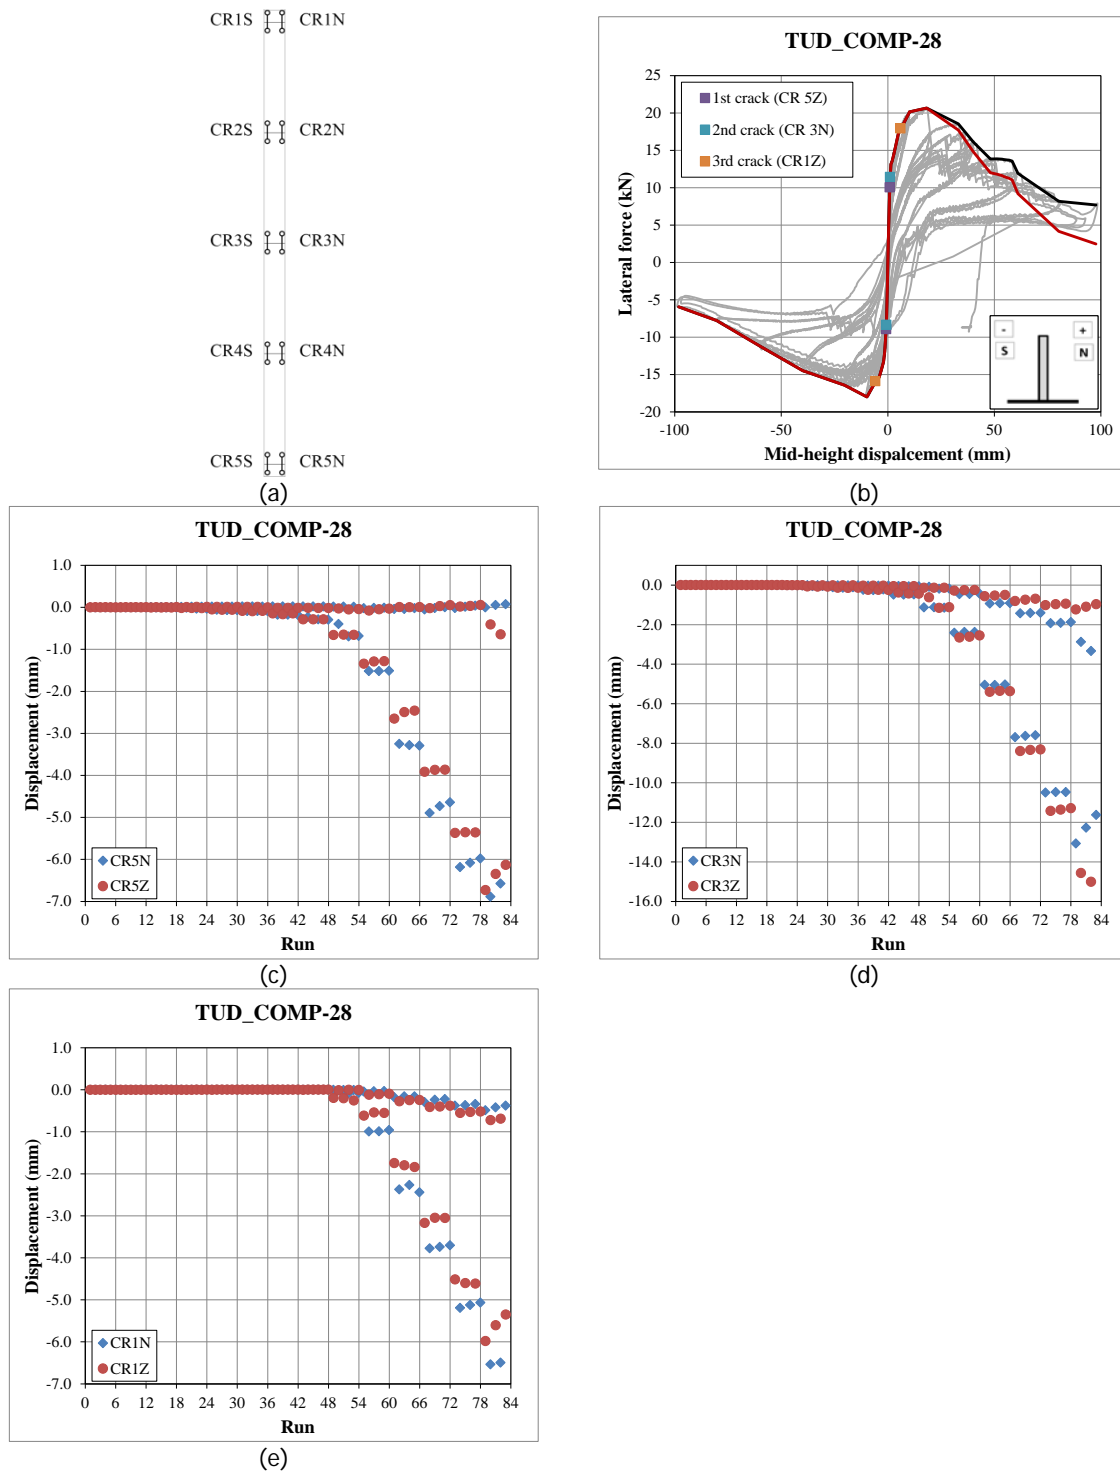 CR1S CR1N
CR2S CR2N
CR3S CR3N
CR4S CR4N
CR5S CR5N
(a)
TUD_COMP-28
Lateral force (kN)
25
20
15
10
5
0
-5
-10
-15
-20
1st crack (CR 5Z)
2nd crack (CR 3N)
3rd crack (CR1Z)
- +
S N
-100 -50 0 50 100
Mid-height dispalcement (mm)
(b)
TUD_COMP-28
Displacement (mm)
1.0
0.0
-1.0
-2.0
-3.0
-4.0
-5.0
-6.0
-7.0
CR5N
CR5Z
0 6 12 18 24 30 36 42 48 54 60 66 72 78 84
Run
(c)
TUD_COMP-28
Displacement (mm)
0.0
-2.0
-4.0
-6.0
-8.0
-10.0
-12.0
-14.0
-16.0
CR3N
CR3Z
0 6 12 18 24 30 36 42 48 54 60 66 72 78 84
Run
(d)
TUD_COMP-28
Displacement (mm)
1.0
0.0
-1.0
-2.0
-3.0
-4.0
-5.0
-6.0
-7.0
CR1N
CR1Z
0 6 12 18 24 30 36 42 48 54 60 66 72 78 84
Run
(e)